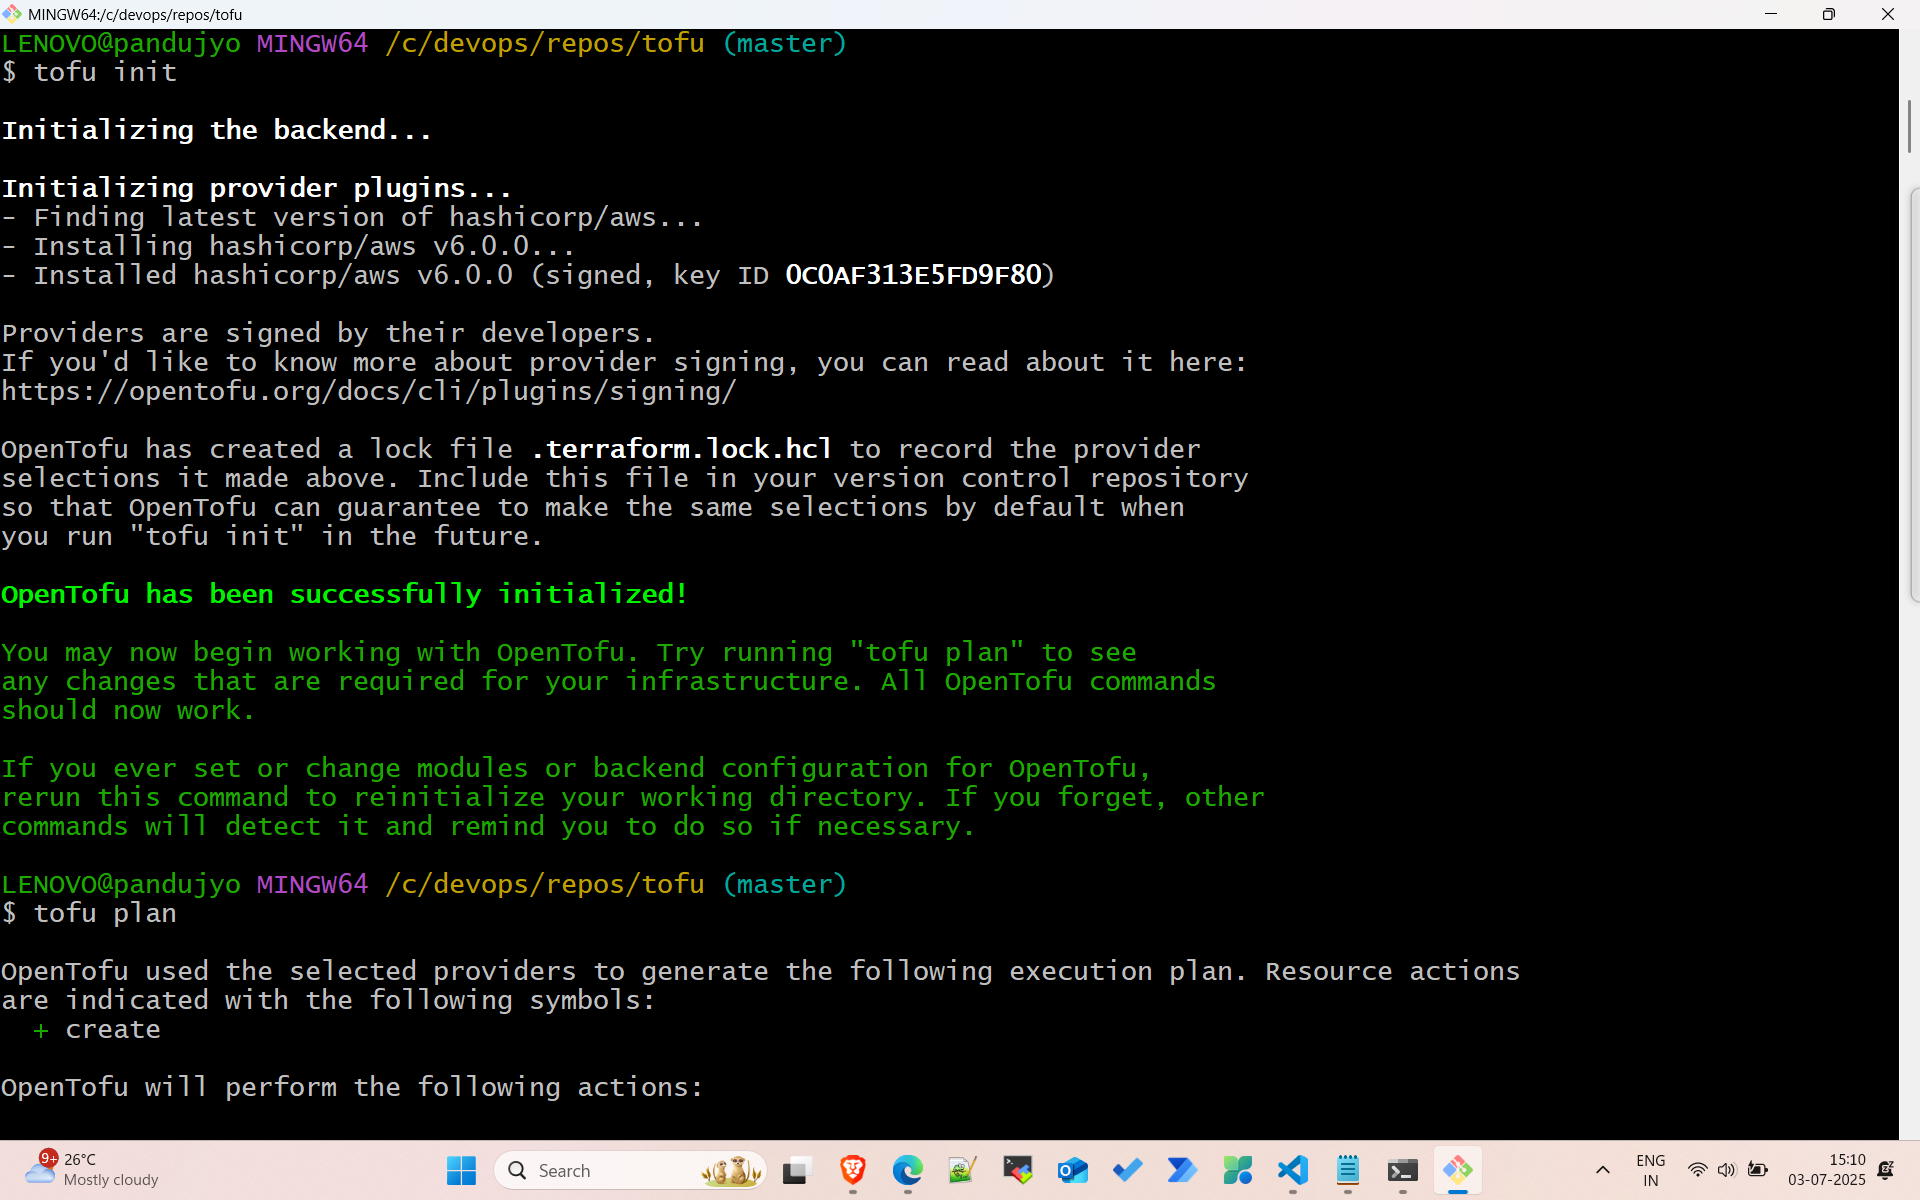 MINGW64:/c/devops/repos/tofu
LENOVO@pandujyo MINGW64 /c/devops/repos/tofu (master)
$ tofu init
Initializing the backend...
Initializing provider plugins...
- Finding latest version of hashicorp/aws...
- Installing hashicorp/aws v6.0.0...
- Installed hashicorp/aws v6.0.0 (signed, key ID 0C0AF313E5FD9F80)
Providers are signed by their developers.
If you'd like to know more about provider signing, you can read about it here:
https://opentofu.org/docs/cli/plugins/signing/
OpenTofu has created a lock file .terraform.lock.hcl to record the provider
selections it made above. Include this file in your version control repository
so that OpenTofu can guarantee to make the same selections by default when
you run "tofu init" in the future.
OpenTofu has been successfully initialized!
You may now begin working with OpenTofu. Try running "tofu plan" to see
any changes that are required for your infrastructure. All OpenTofu commands
should now work.
If you ever set or change modules or backend configuration for OpenTofu,
rerun this command to reinitialize your working directory. If you forget, other
commands will detect it and remind you to do so if necessary.
LENOVO@pandujyo MINGW64 /c/devops/repos/tofu (master)
$ tofu plan
OpenTofu used the selected providers to generate the following execution plan. Resource actions
are indicated with the following symbols:
+ create
OpenTofu will perform the following actions:
9+
26°C
Mostly cloudy
Search
ENG
IN
15:10
03-07-2025